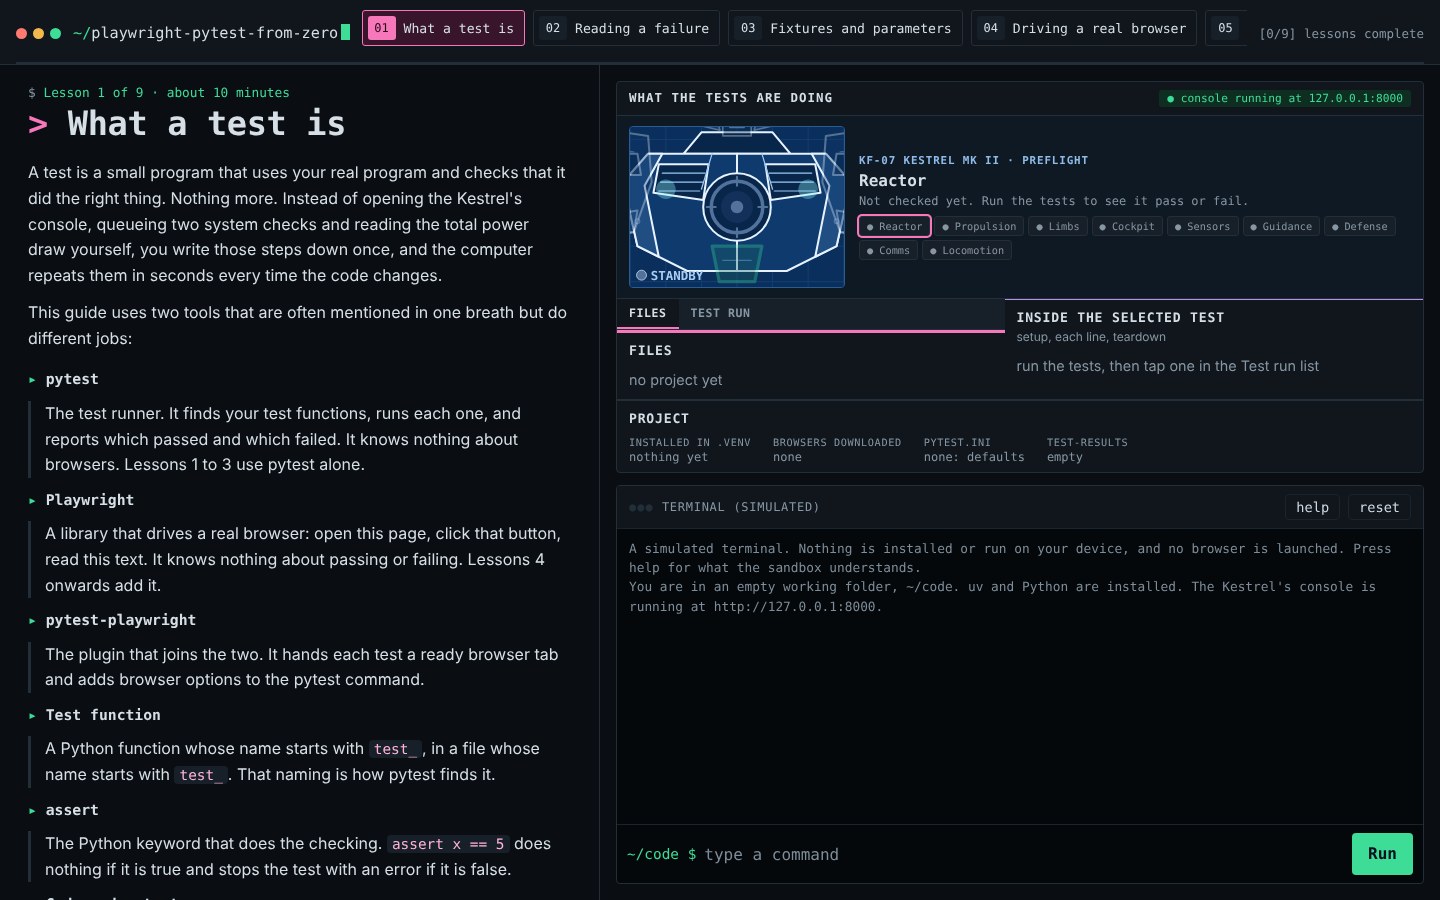 ~/playwright-pytest-from-zero
01 What a test is
02 Reading a failure
03 Fixtures and parameters
04 Driving a real browser
05
[0/9] lessons complete
$ Lesson 1 of 9 · about 10 minutes
> What a test is
A test is a small program that uses your real program and checks that it
did the right thing. Nothing more. Instead of opening the Kestrel's
console, queueing two system checks and reading the total power
draw yourself, you write those steps down once, and the computer
repeats them in seconds every time the code changes.
This guide uses two tools that are often mentioned in one breath but do
different jobs:
▸ pytest
The test runner. It finds your test functions, runs each one, and
reports which passed and which failed. It knows nothing about
browsers. Lessons 1 to 3 use pytest alone.
▸ Playwright
A library that drives a real browser: open this page, click that button,
read this text. It knows nothing about passing or failing. Lessons 4
onwards add it.
▸ pytest-playwright
The plugin that joins the two. It hands each test a ready browser tab
and adds browser options to the pytest command.
▸ Test function
A Python function whose name starts with test_, in a file whose
name starts with test_. That naming is how pytest finds it.
▸ assert
The Python keyword that does the checking. assert x == 5 does
nothing if it is true and stops the test with an error if it is false.
WHAT THE TESTS ARE DOING
● console running at 127.0.0.1:8000
STANDBY
KF-07 KESTREL MK II · PREFLIGHT
Reactor
Not checked yet. Run the tests to see it pass or fail.
● Reactor ● Propulsion ● Limbs ● Cockpit ● Sensors ● Guidance ● Defense
● Comms ● Locomotion
FILES TEST RUN
FILES
no project yet
INSIDE THE SELECTED TEST
setup, each line, teardown
run the tests, then tap one in the Test run list
PROJECT
INSTALLED IN .VENV BROWSERS DOWNLOADED PYTEST.INI TEST-RESULTS
nothing yet none none: defaults empty
TERMINAL (SIMULATED)
help reset
A simulated terminal. Nothing is installed or run on your device, and no browser is launched. Press
help for what the sandbox understands.
You are in an empty working folder, ~/code. uv and Python are installed. The Kestrel's console is
running at http://127.0.0.1:8000.
~/code $ type a command
Run